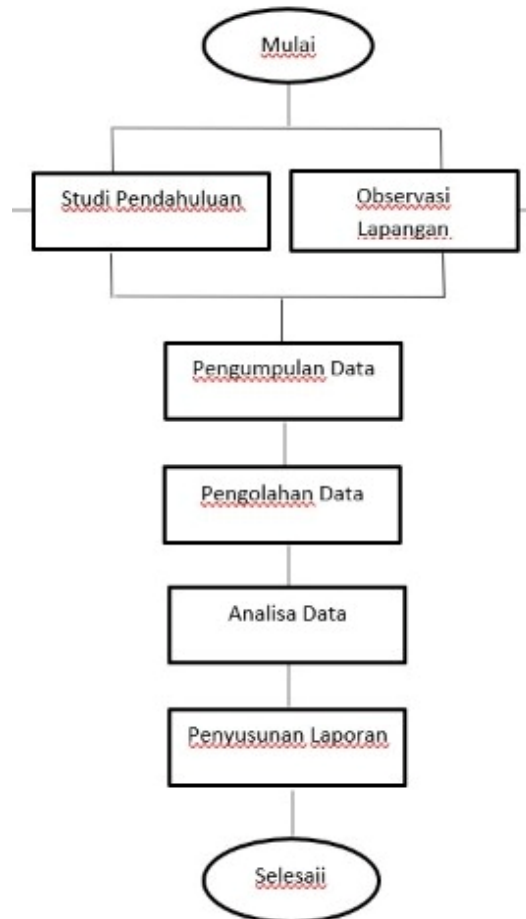 Mulai
Studi Pendahuluan
Observasi
Lapangan
Pengumpulan Data
Pengolahan Data
Analisa Data
Penyusunan Laporan
Selesaii